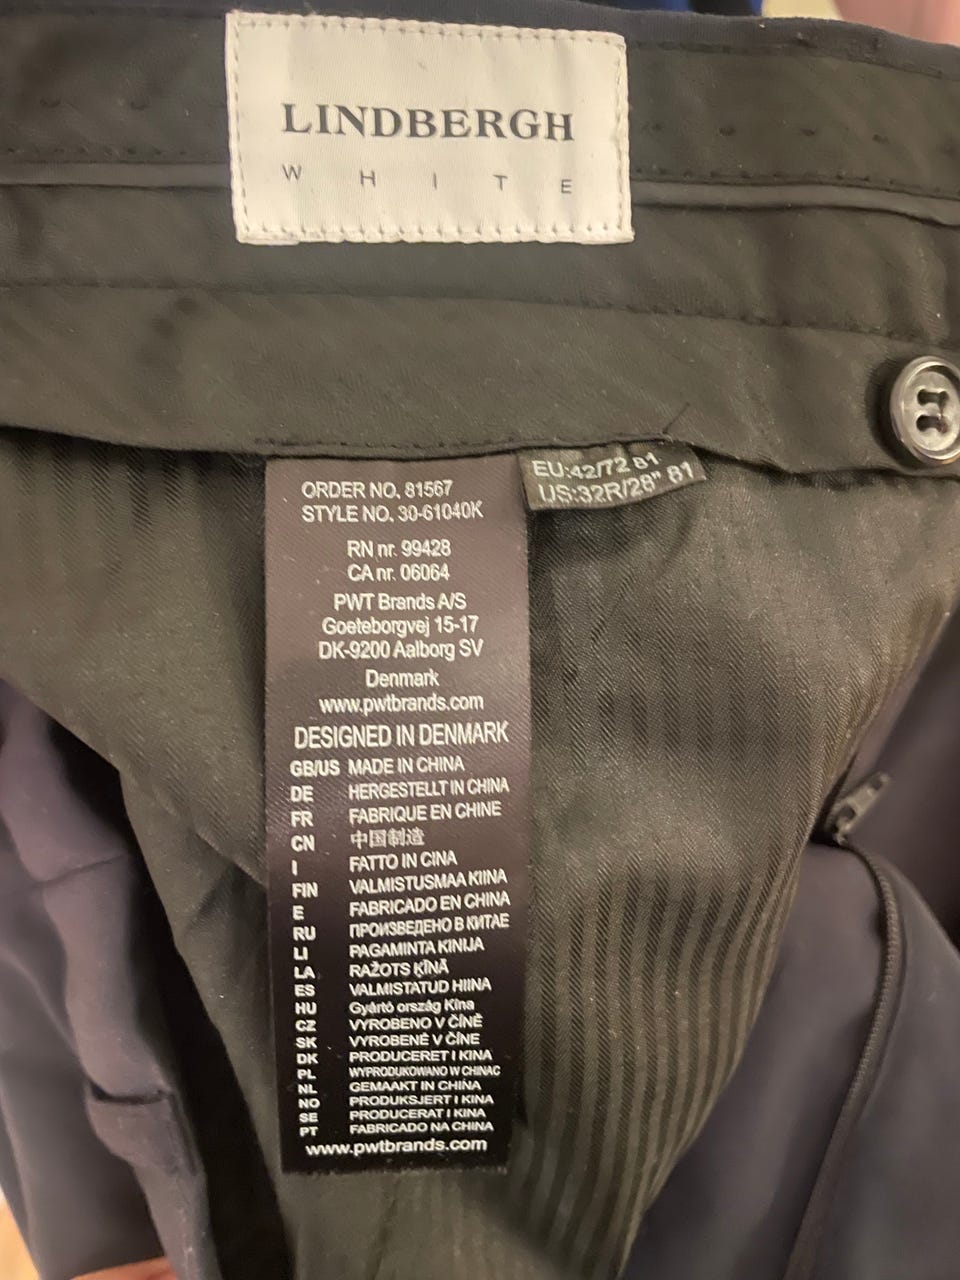 LINDBERGH
WHITE
EU:42/72 81
US:32R/28" 81
ORDER NO. 81567
STYLE NO. 30-61040K
RN nr. 99428
CA nr. 06064
PWT Brands A/S
Goeteborgvej 15-17
DK-9200 Aalborg SV
Denmark
www.pwtbrands.com
DESIGNED IN DENMARK
GB/US MADE IN CHINA
DE HERGESTELLT IN CHINA
FR FABRIQUE EN CHINE
CN 中国制造
I FATTO IN CINA
FIN VALMISTUSMAA KIINA
E FABRICADO EN CHINA
RU ПРОИЗВЕДЕНО В КИТАЕ
LI PAGAMINTA KINIJA
LA RAŽOTS ĶĪNĀ
ES VALMISTATUD HIINA
HU Gyártó ország Kína
CZ VYROBENO V ČÍNĚ
SK VYROBENÉ V ČÍNE
DK PRODUCERET I KINA
PL WYPRODUKOWANO W CHINAC
NL GEMAAKT IN CHINA
NO PRODUKSJERT I KINA
SE PRODUCERAT I KINA
PT FABRICADO NA CHINA
www.pwtbrands.com